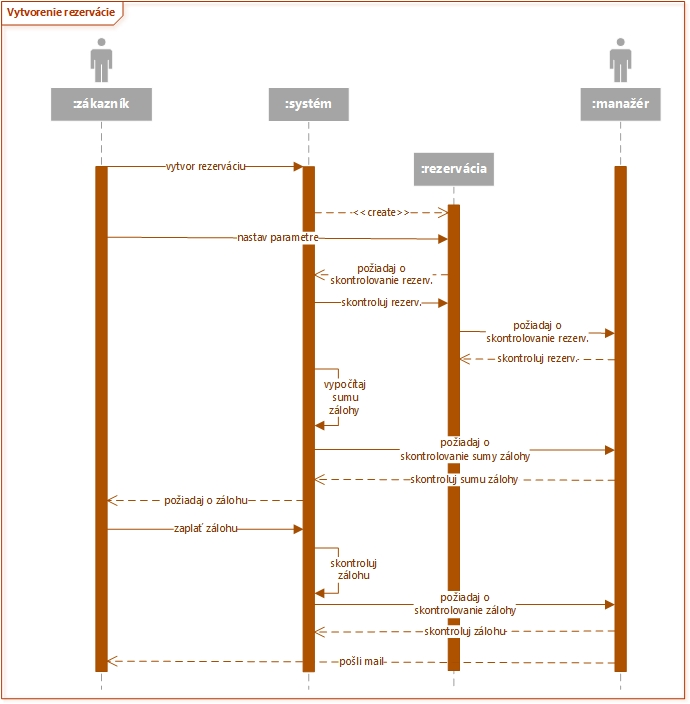 Vytvorenie rezervácie
:zákazník
:systém
:manažér
:rezervácia
vytvor rezerváciu
<<create>>
nastav parametre
požiadaj o
skontrolovanie rezerv.
skontroluj rezerv.
požiadaj o
skontrolovanie rezerv.
skontroluj rezerv.
vypočítaj
sumu
zálohy
požiadaj o
skontrolovanie sumy zálohy
skontroluj sumu zálohy
požiadaj o zálohu
zaplať zálohu
skontroluj
zálohu
požiadaj o
skontrolovanie zálohy
skontroluj zálohu
pošli mail